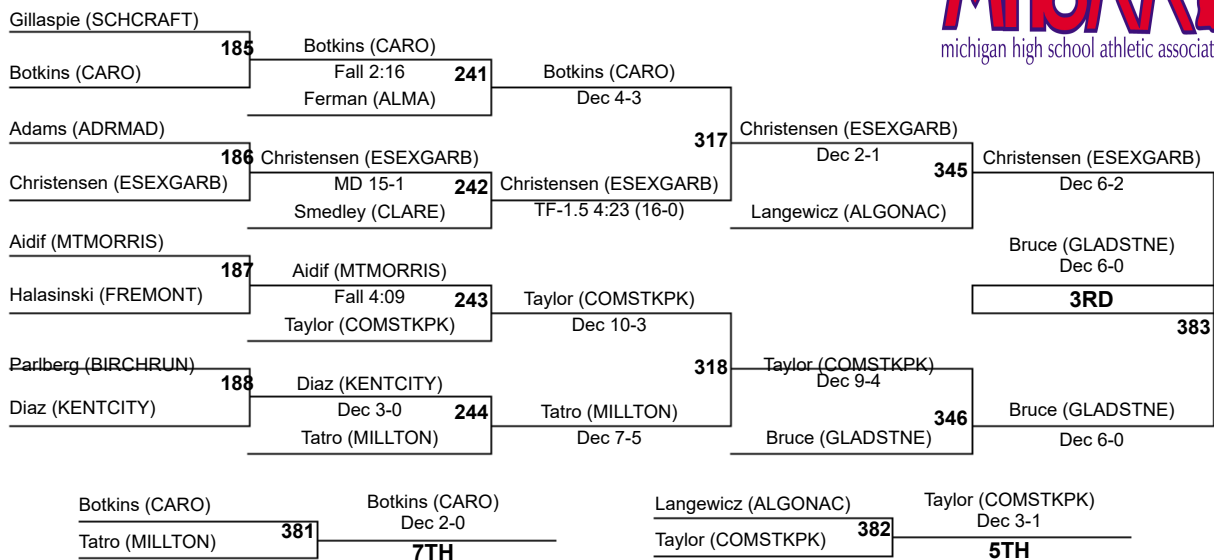 Gillaspie (SCHCRAFT)
185
Botkins (CARO)
Botkins (CARO)
Fall 2:16
241
Ferman (ALMA)
Botkins (CARO)
Dec 4-3
Adams (ADRMAD)
186
Christensen (ESEXGARB)
Christensen (ESEXGARB)
MD 15-1
242
Smedley (CLARE)
Christensen (ESEXGARB)
TF-1.5 4:23 (16-0)
317
Christensen (ESEXGARB)
Dec 2-1
345
Langewicz (ALGONAC)
Christensen (ESEXGARB)
Dec 6-2
Aidif (MTMORRIS)
187
Halasinski (FREMONT)
Aidif (MTMORRIS)
Fall 4:09
243
Taylor (COMSTKPK)
Taylor (COMSTKPK)
Dec 10-3
Parlberg (BIRCHRUN)
188
Diaz (KENTCITY)
Diaz (KENTCITY)
Dec 3-0
244
Tatro (MILLTON)
Tatro (MILLTON)
Dec 7-5
318
Taylor (COMSTKPK)
Dec 9-4
346
Bruce (GLADSTNE)
Bruce (GLADSTNE)
Dec 6-0
Bruce (GLADSTNE)
Dec 6-0
3RD
383
Botkins (CARO)
381
Tatro (MILLTON)
Botkins (CARO)
Dec 2-0
7TH
Langewicz (ALGONAC)
382
Taylor (COMSTKPK)
Taylor (COMSTKPK)
Dec 3-1
5TH
michigan high school athletic associat